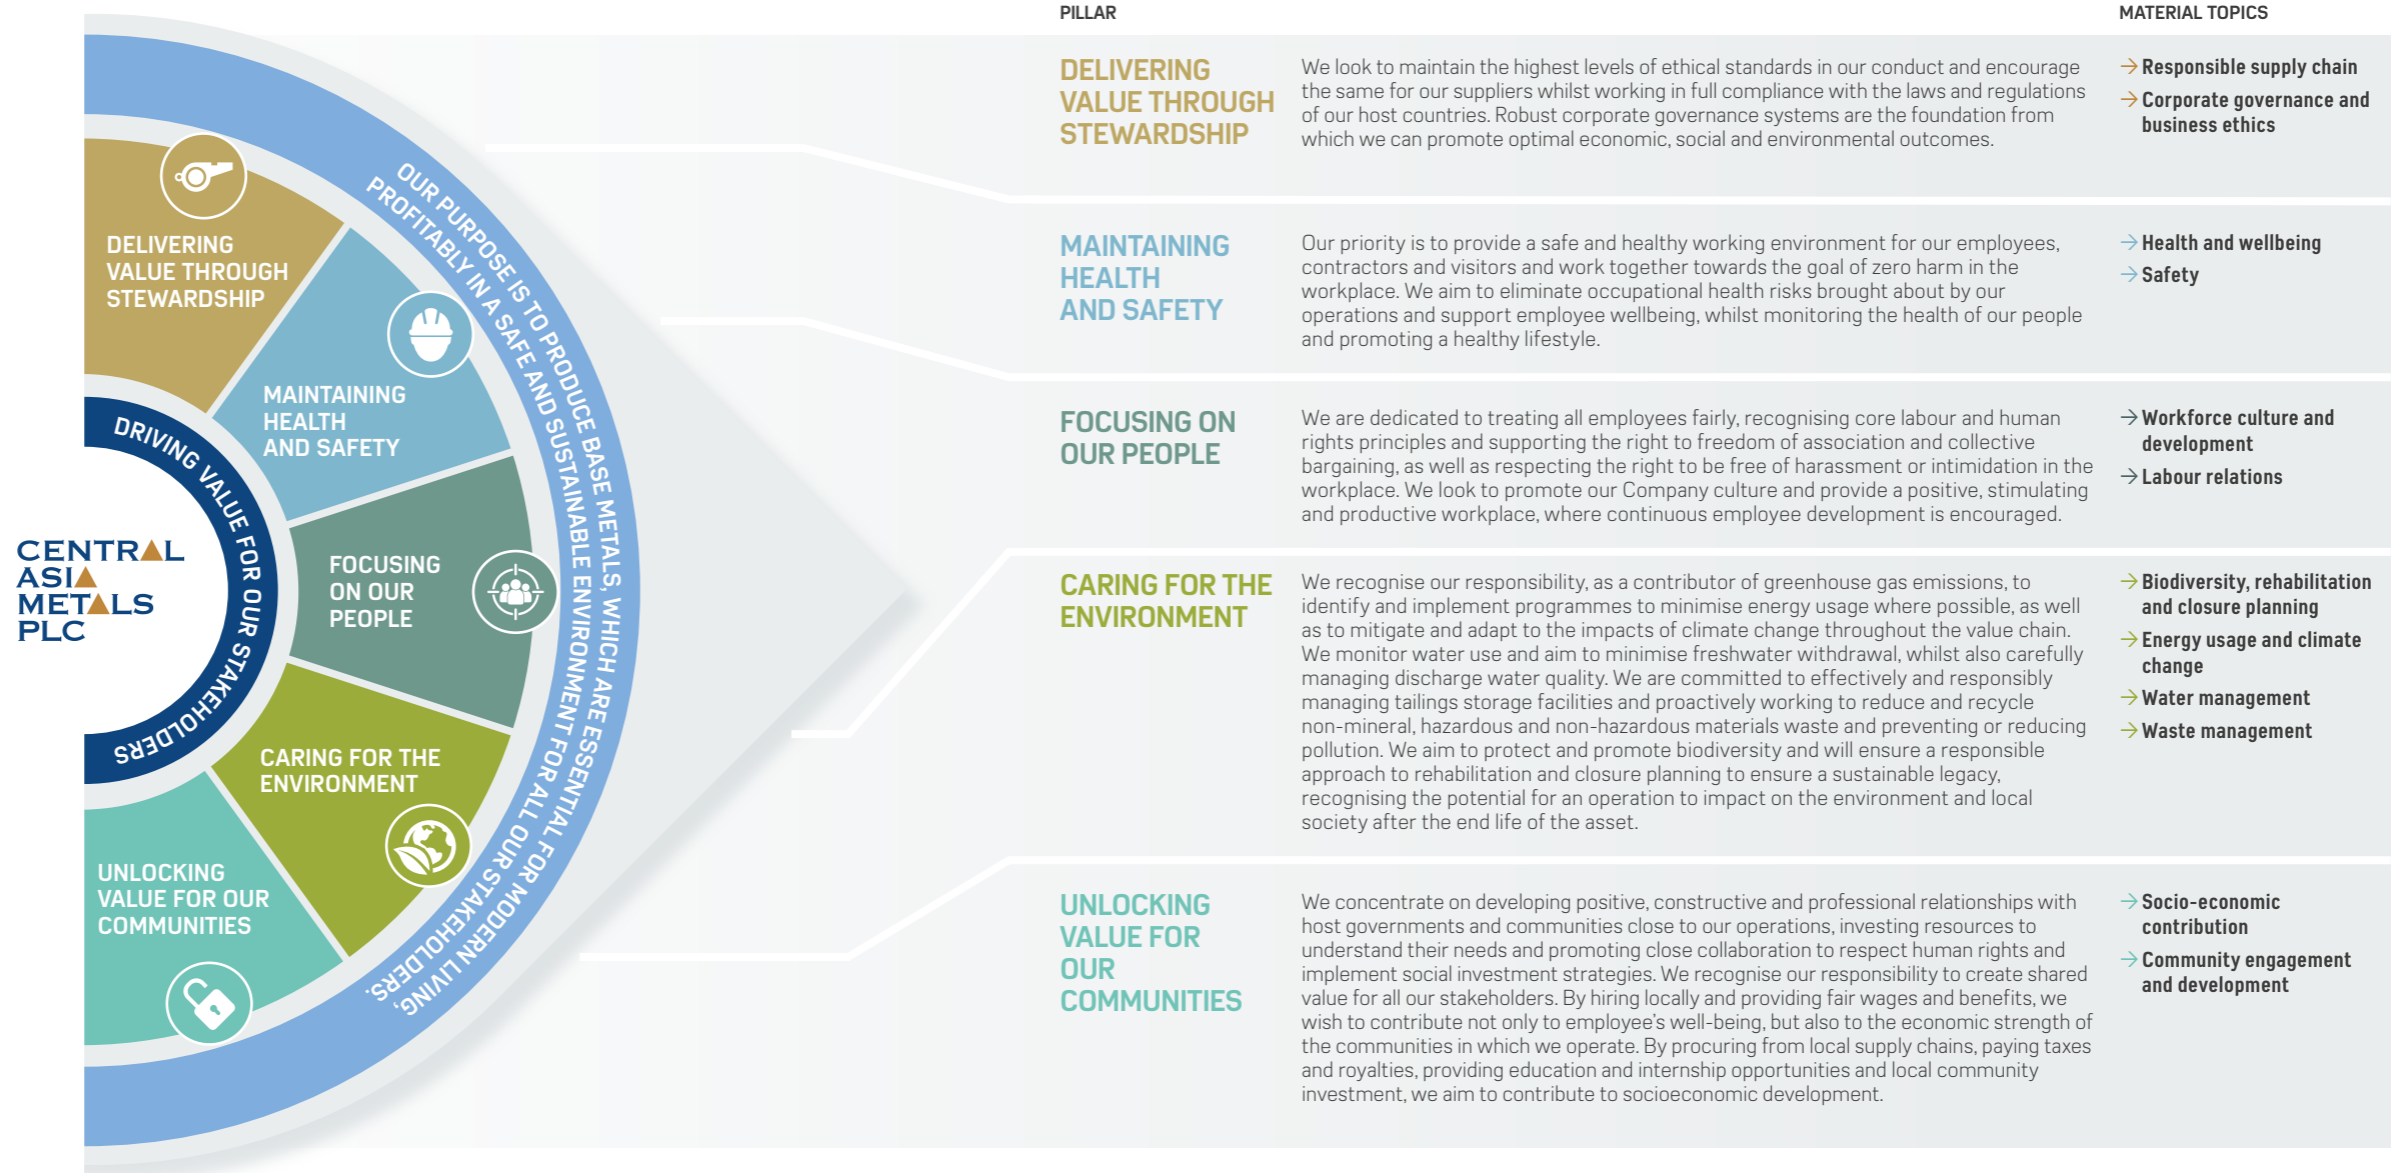 CENTRAL
ASIA
METALS
PLC
DRIVING VALUE FOR OUR STAKEHOLDERS
DELIVERING
VALUE THROUGH
STEWARDSHIP
MAINTAINING
HEALTH
AND SAFETY
FOCUSING
ON OUR
PEOPLE
CARING FOR THE
ENVIRONMENT
UNLOCKING
VALUE FOR OUR
COMMUNITIES
OUR PURPOSE IS TO PRODUCE BASE METALS, WHICH ARE ESSENTIAL FOR MODERN LIVING,
PROFITABLY IN A SAFE AND SUSTAINABLE ENVIRONMENT FOR ALL OUR STAKEHOLDERS.
PILLAR
MATERIAL TOPICS
DELIVERING
VALUE THROUGH
STEWARDSHIP
We look to maintain the highest levels of ethical standards in our conduct and encourage
the same for our suppliers whilst working in full compliance with the laws and regulations
of our host countries. Robust corporate governance systems are the foundation from
which we can promote optimal economic, social and environmental outcomes.
→ Responsible supply chain
→ Corporate governance and
business ethics
MAINTAINING
HEALTH
AND SAFETY
Our priority is to provide a safe and healthy working environment for our employees,
contractors and visitors and work together towards the goal of zero harm in the
workplace. We aim to eliminate occupational health risks brought about by our
operations and support employee wellbeing, whilst monitoring the health of our people
and promoting a healthy lifestyle.
→ Health and wellbeing
→ Safety
FOCUSING ON
OUR PEOPLE
We are dedicated to treating all employees fairly, recognising core labour and human
rights principles and supporting the right to freedom of association and collective
bargaining, as well as respecting the right to be free of harassment or intimidation in the
workplace. We look to promote our Company culture and provide a positive, stimulating
and productive workplace, where continuous employee development is encouraged.
→ Workforce culture and
development
→ Labour relations
CARING FOR THE
ENVIRONMENT
We recognise our responsibility, as a contributor of greenhouse gas emissions, to
identify and implement programmes to minimise energy usage where possible, as well
as to mitigate and adapt to the impacts of climate change throughout the value chain.
We monitor water use and aim to minimise freshwater withdrawal, whilst also carefully
managing discharge water quality. We are committed to effectively and responsibly
managing tailings storage facilities and proactively working to reduce and recycle
non-mineral, hazardous and non-hazardous materials waste and preventing or reducing
pollution. We aim to protect and promote biodiversity and will ensure a responsible
approach to rehabilitation and closure planning to ensure a sustainable legacy,
recognising the potential for an operation to impact on the environment and local
society after the end life of the asset.
→ Biodiversity, rehabilitation
and closure planning
→ Energy usage and climate
change
→ Water management
→ Waste management
UNLOCKING
VALUE FOR
OUR
COMMUNITIES
We concentrate on developing positive, constructive and professional relationships with
host governments and communities close to our operations, investing resources to
understand their needs and promoting close collaboration to respect human rights and
implement social investment strategies. We recognise our responsibility to create shared
value for all our stakeholders. By hiring locally and providing fair wages and benefits, we
wish to contribute not only to employee's well-being, but also to the economic strength of
the communities in which we operate. By procuring from local supply chains, paying taxes
and royalties, providing education and internship opportunities and local community
investment, we aim to contribute to socioeconomic development.
→ Socio-economic
contribution
→ Community engagement
and development